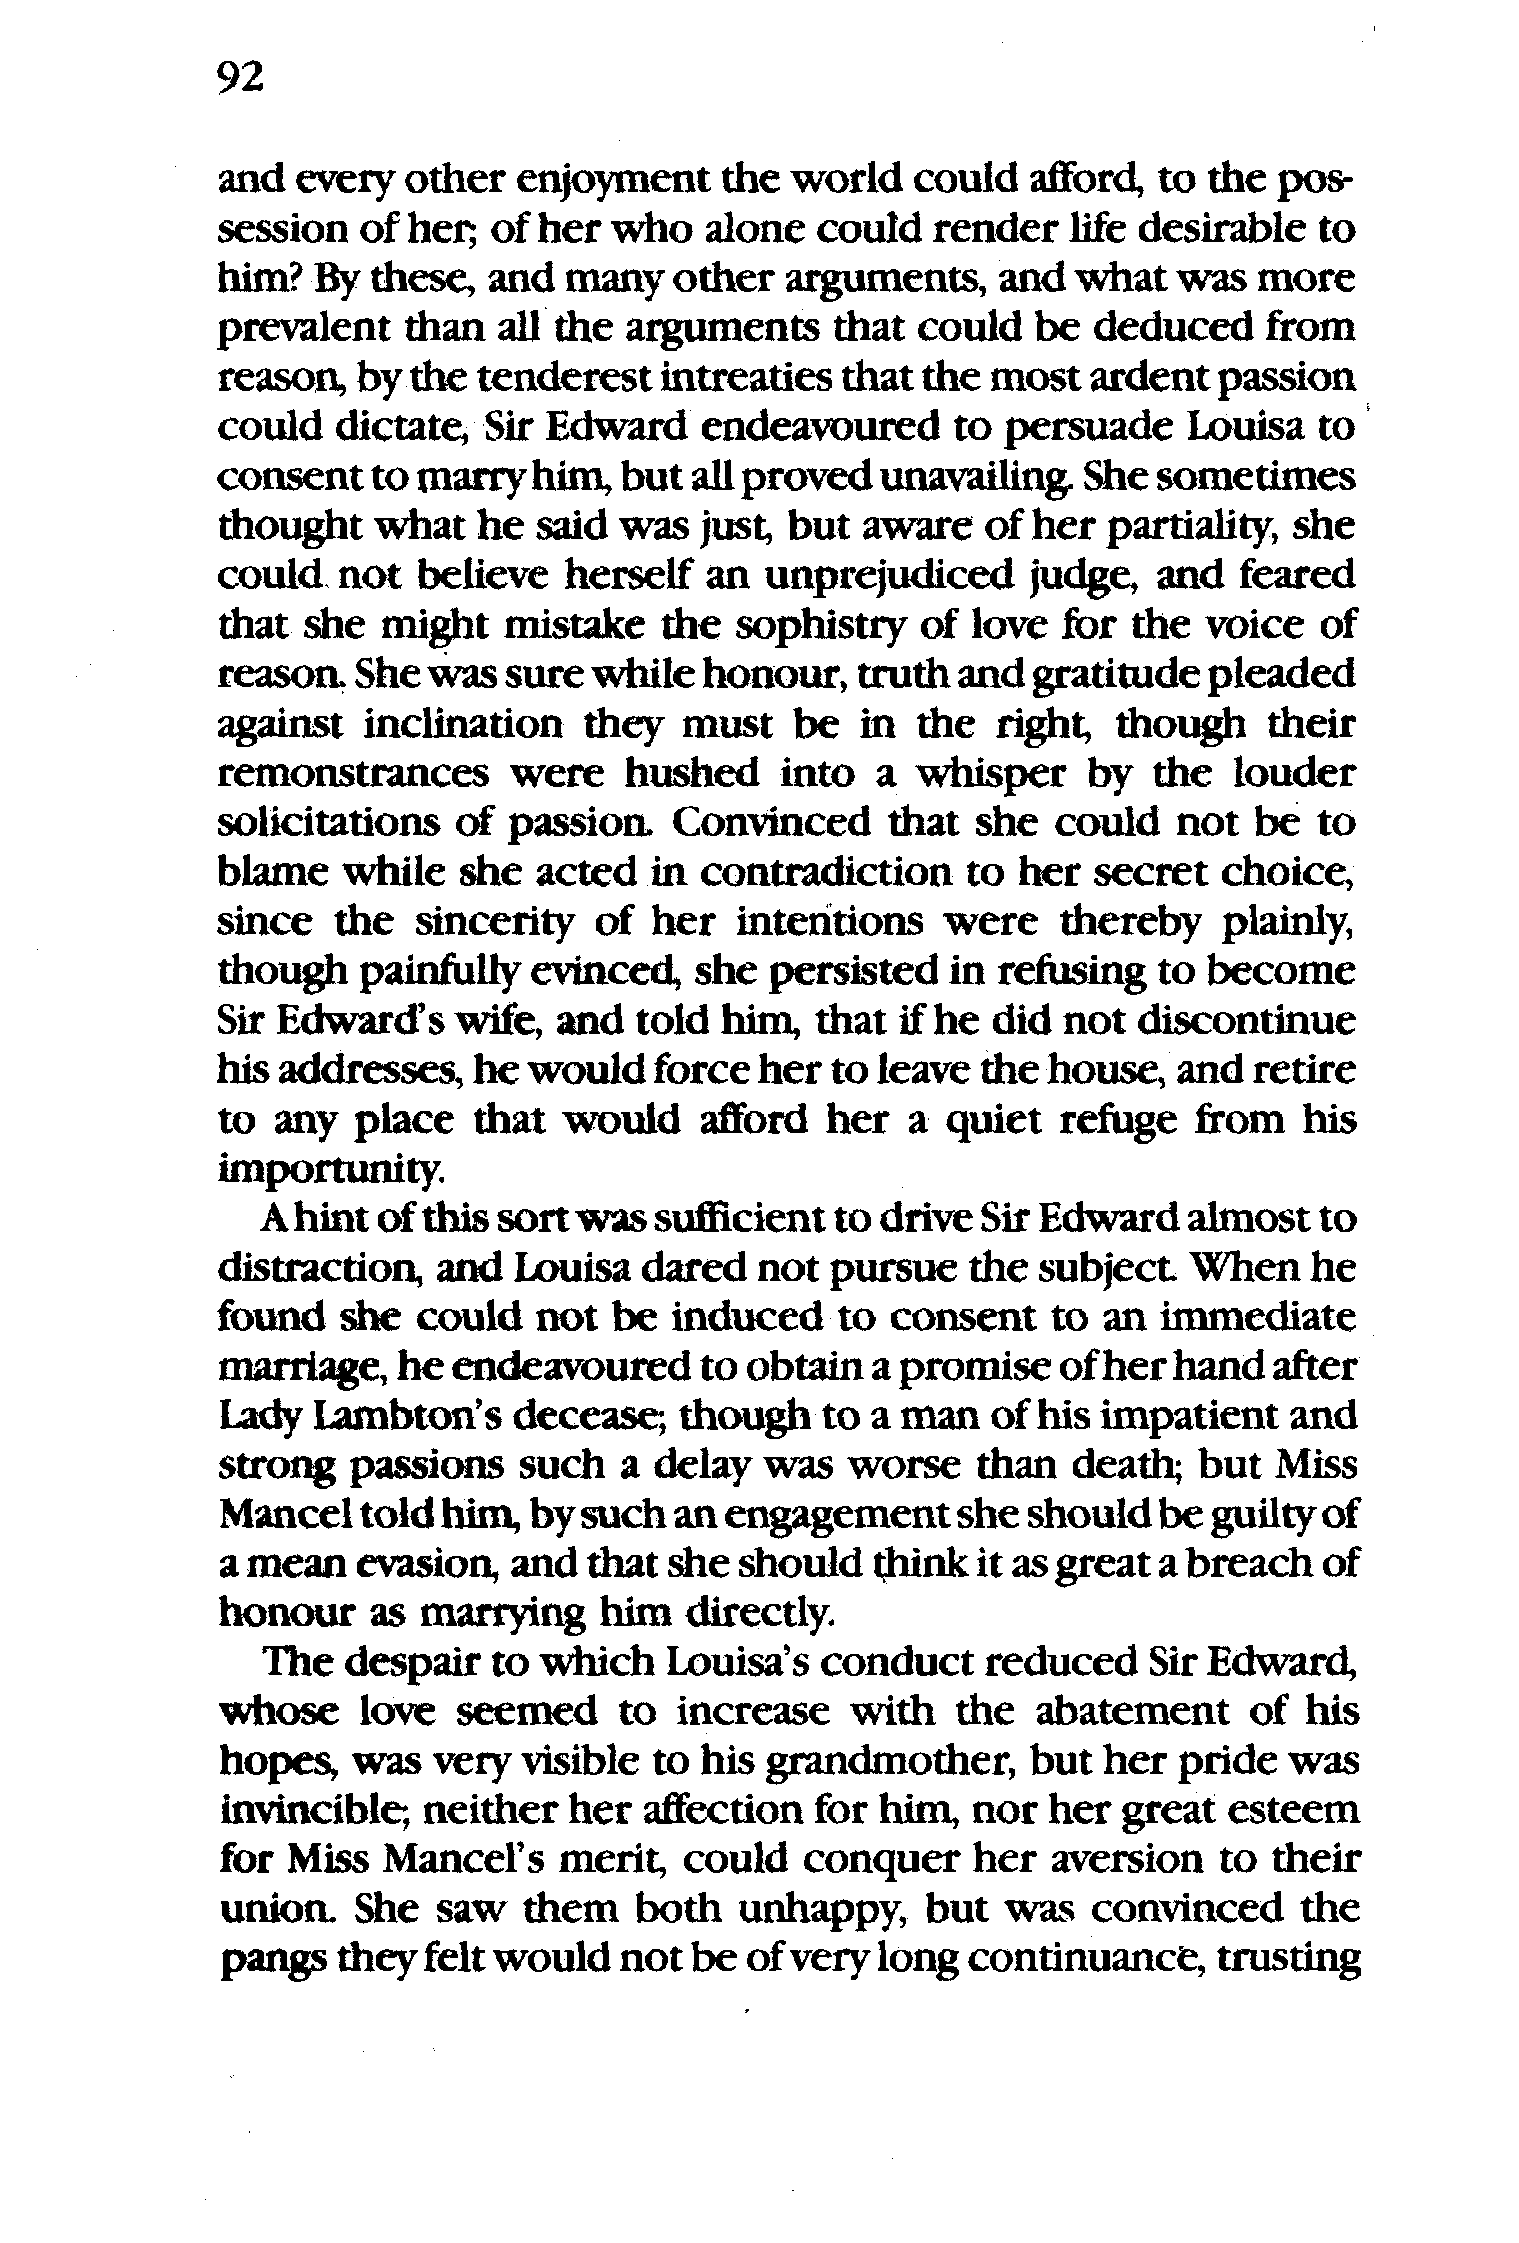 92
and every other enjoyment the world could afford, to the pos-
session of her; of her who alone could render life desirable to
him? By these, and many other arguments, and what was more
prevalent than all the arguments that could be deduced from
reason, by the tenderest intreaties that the most ardent passion
could dictate, Sir Edward endeavoured to persuade Louisa to
consent to marry him, but all proved unavailing. She sometimes
thought what he said was just, but aware of her partiality, she
could not believe herself an unprejudiced judge, and feared
that she might mistake the sophistry of love for the voice of
reason. She was sure while honour, truth and gratitude pleaded
against inclination they must be in the right, though their
remonstrances were hushed into a whisper by the louder
solicitations of passion. Convinced that she could not be to
blame while she acted in contradiction to her secret choice,
since the sincerity of her intentions were thereby plainly,
though painfully evinced, she persisted in refusing to become
Sir Edward's wife, and told him, that if he did not discontinue
his addresses, he would force her to leave the house, and retire
to any place that would afford her a quiet refuge from his
importunity.
A hint of this sort was sufficient to drive Sir Edward almost to
distraction, and Louisa dared not pursue the subject. When he
found she could not be induced to consent to an immediate
marriage, he endeavoured to obtain a promise of her hand after
Lady Lambton's decease; though to a man of his impatient and
strong passions such a delay was worse than death; but Miss
Mancel told him, by such an engagement she should be guilty of
a mean evasion, and that she should think it as great a breach of
honour as marrying him directly.
The despair to which Louisa's conduct reduced Sir Edward,
whose love seemed to increase with the abatement of his
hopes, was very visible to his grandmother, but her pride was
invincible; neither her affection for him, nor her great esteem
for Miss Mancel's merit, could conquer her aversion to their
union. She saw them both unhappy, but was convinced the
pangs they felt would not be of very long continuance, trusting